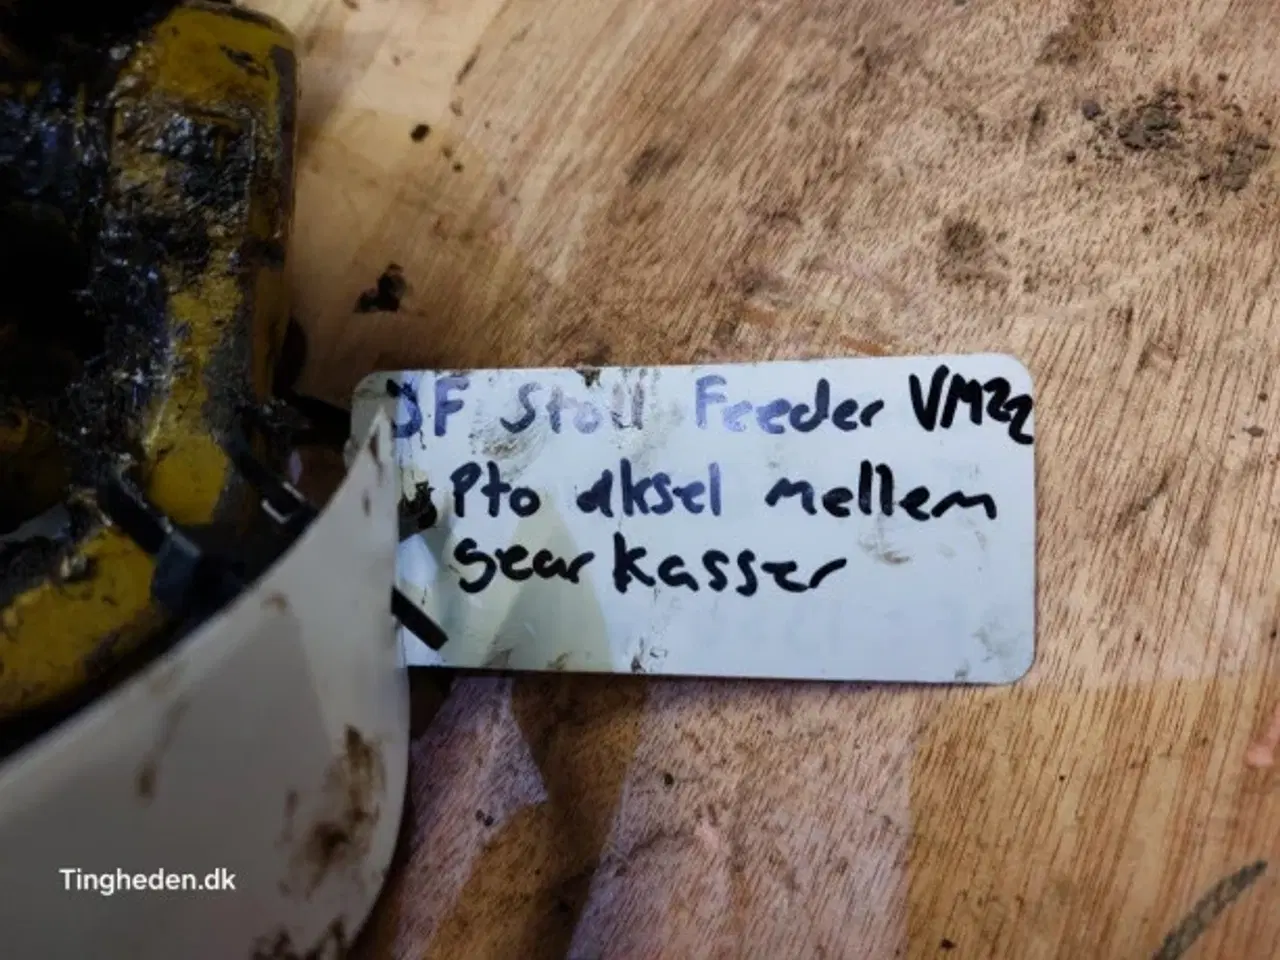 JF Stoll Feeder VM22
Pto aksel mellem
gear kasser
Tingheden.dk